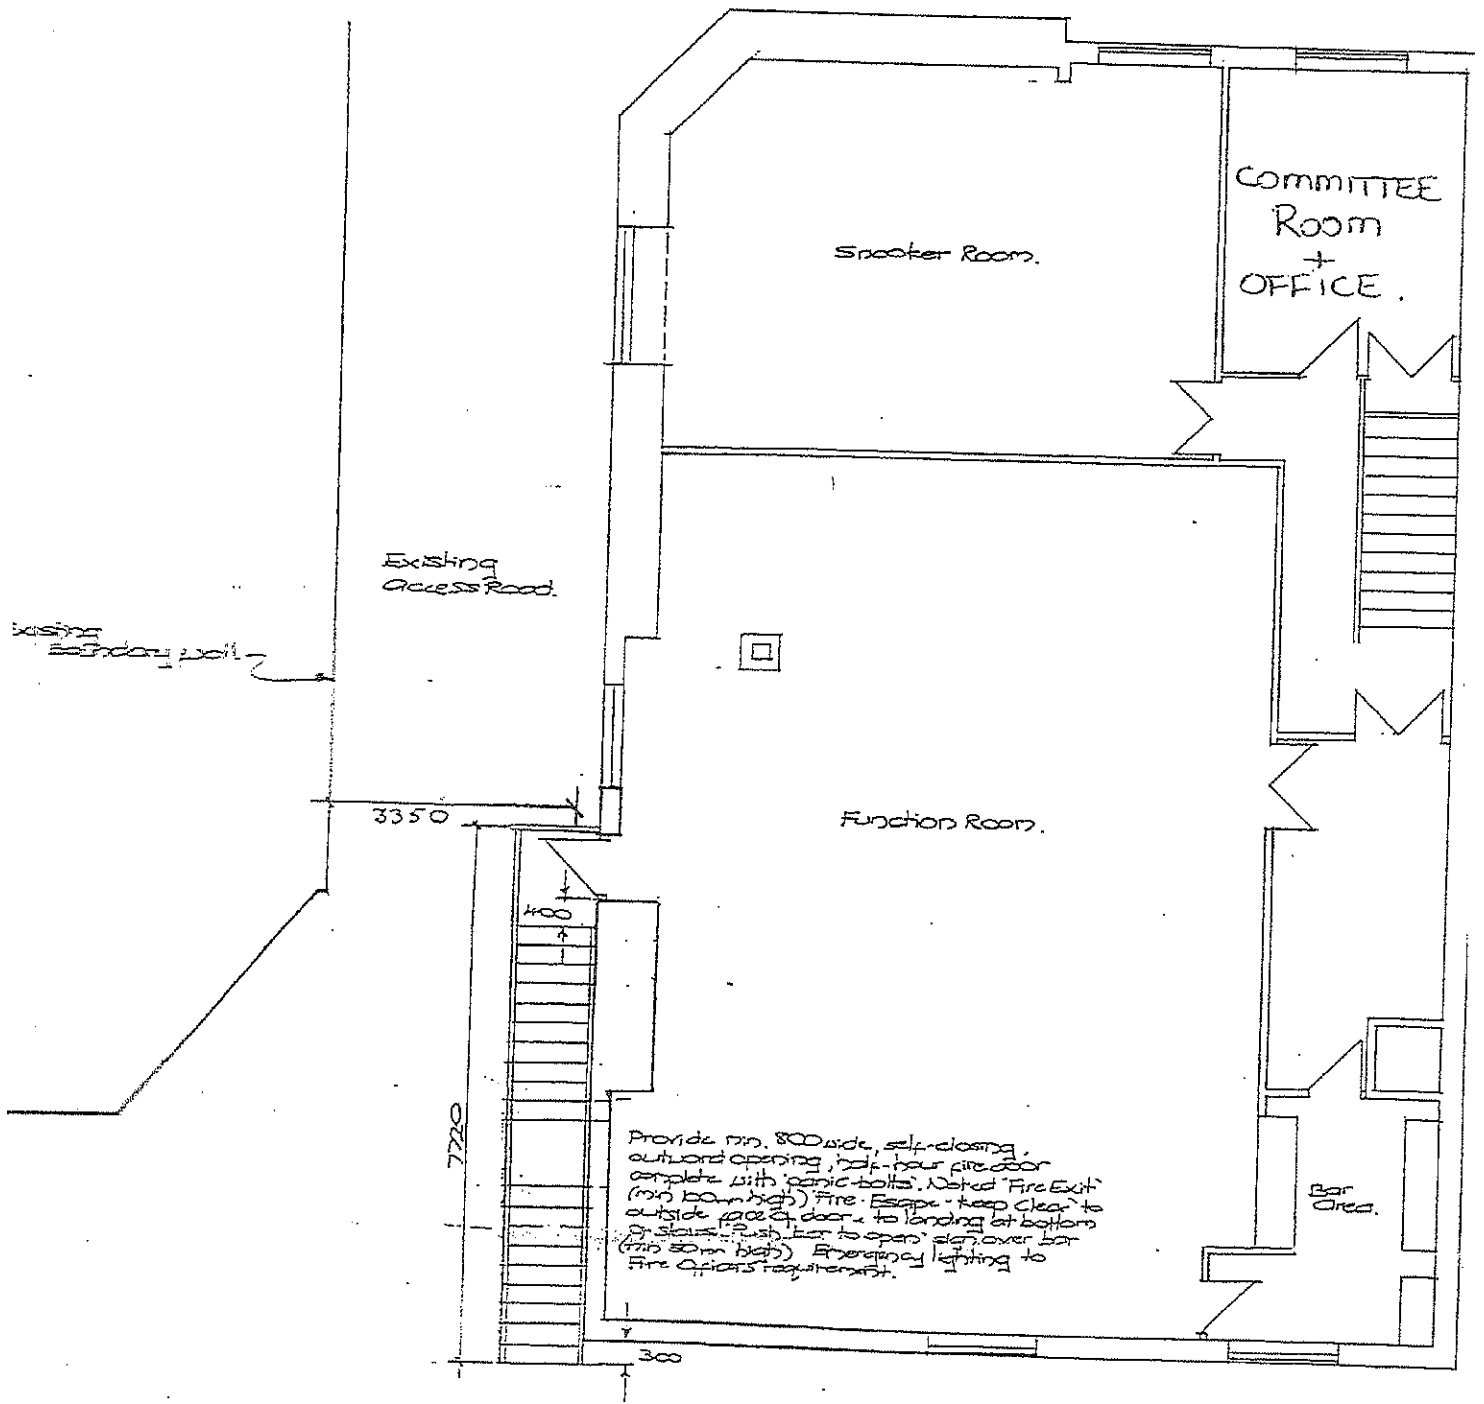 COMMITTEE
Room
+
OFFICE.
Snooker Room.
Existing
Access Road.
boundary wall
3350
Function Room.
400
7720
Provide min. 800 wide, self-closing,
outward opening, half-hour fire door
complete with 'panic-bolts'. Noted 'Fire Exit'
(min 100mm high) 'Fire-Escape-Keep Clear' to
outside face of door & to landing at bottom
of stairs. 'Push bar to open' sign over bar
(min 50mm high) Emergency lighting to
Fire Officers requirement.
Bar
Area.
300